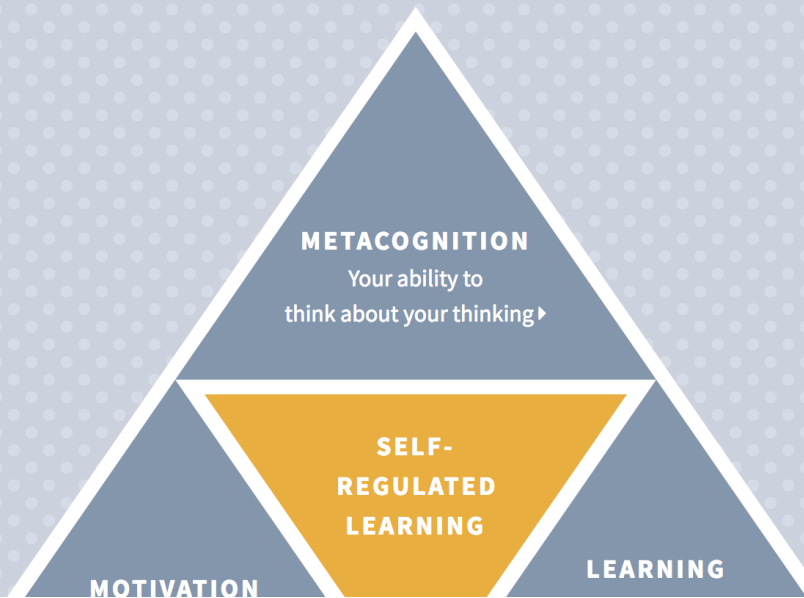 METACOGNITION
Your ability to
think about your thinking
SELF-
REGULATED
LEARNING
LEARNING
MOTIVATION